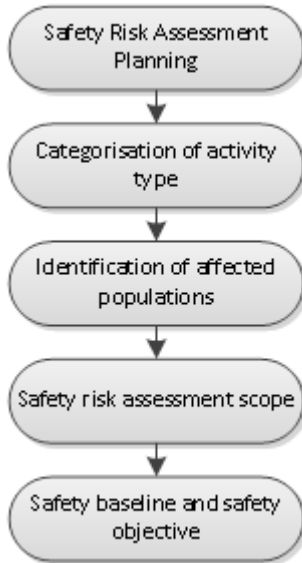 Safety Risk Assessment
Planning
Categorisation of activity
type
Identification of affected
populations
Safety risk assessment scope
Safety baseline and safety
objective